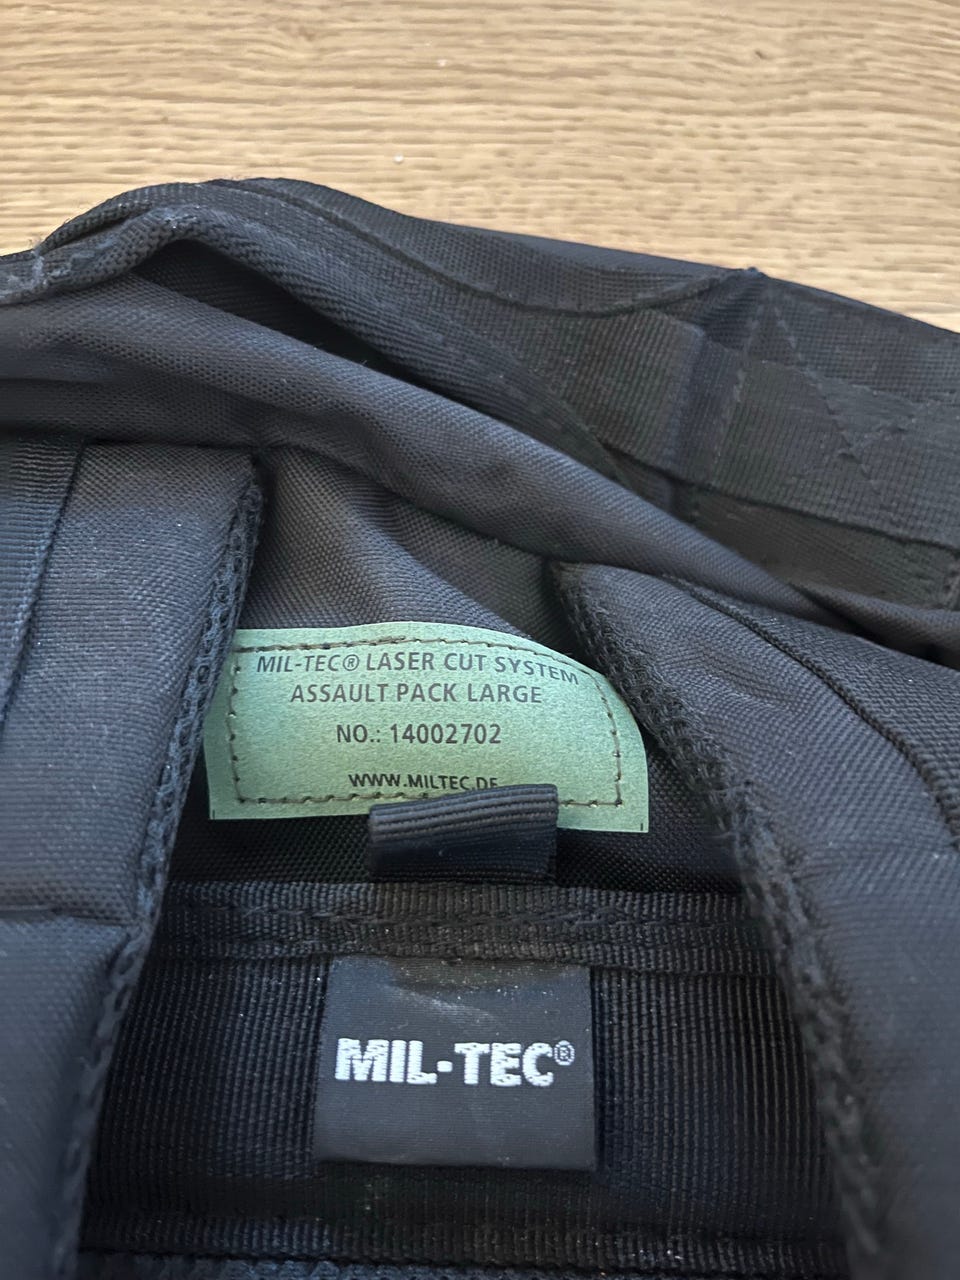 MIL-TEC® LASER CUT SYSTEM
ASSAULT PACK LARGE
NO.: 14002702
WWW.MILTEC.DE
MIL-TEC®